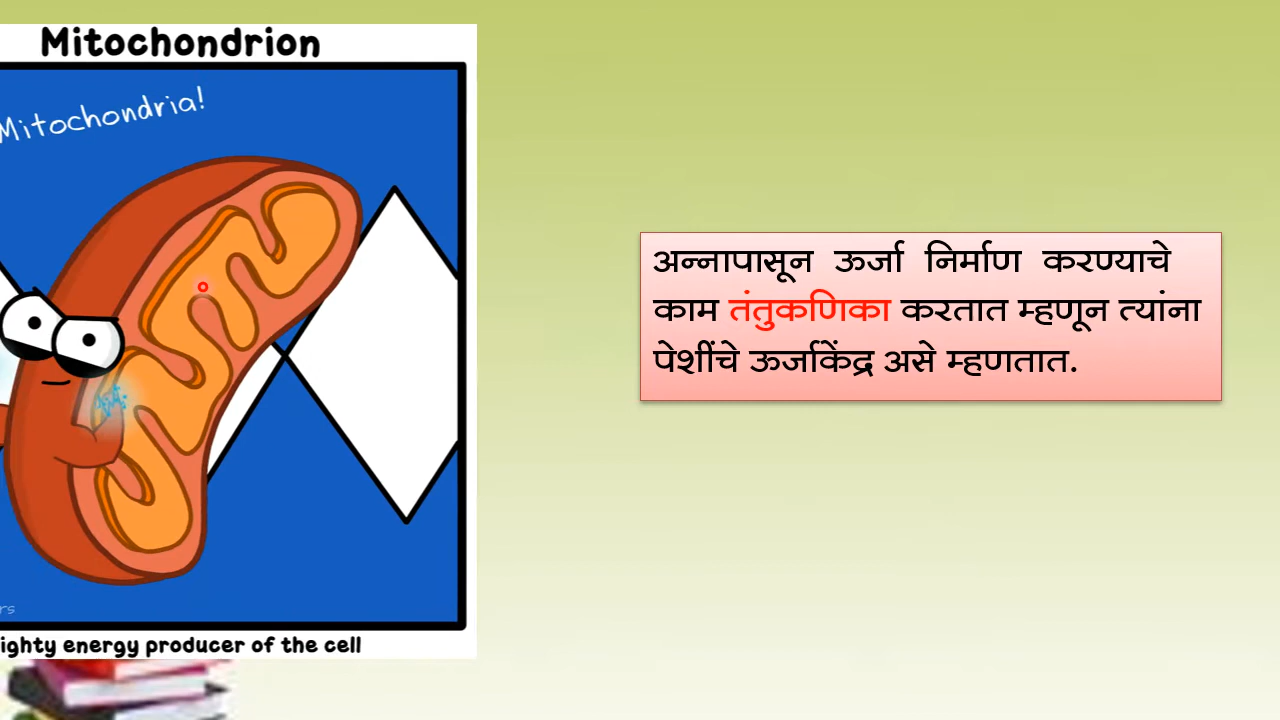 Mitochondrion
Mitochondria!
अन्नापासून ऊर्जा निर्माण करण्याचे
काम तंतुकणिका करतात म्हणून त्यांना
पेशींचे ऊर्जाकेंद्र असे म्हणतात.
ighty energy producer of the cell